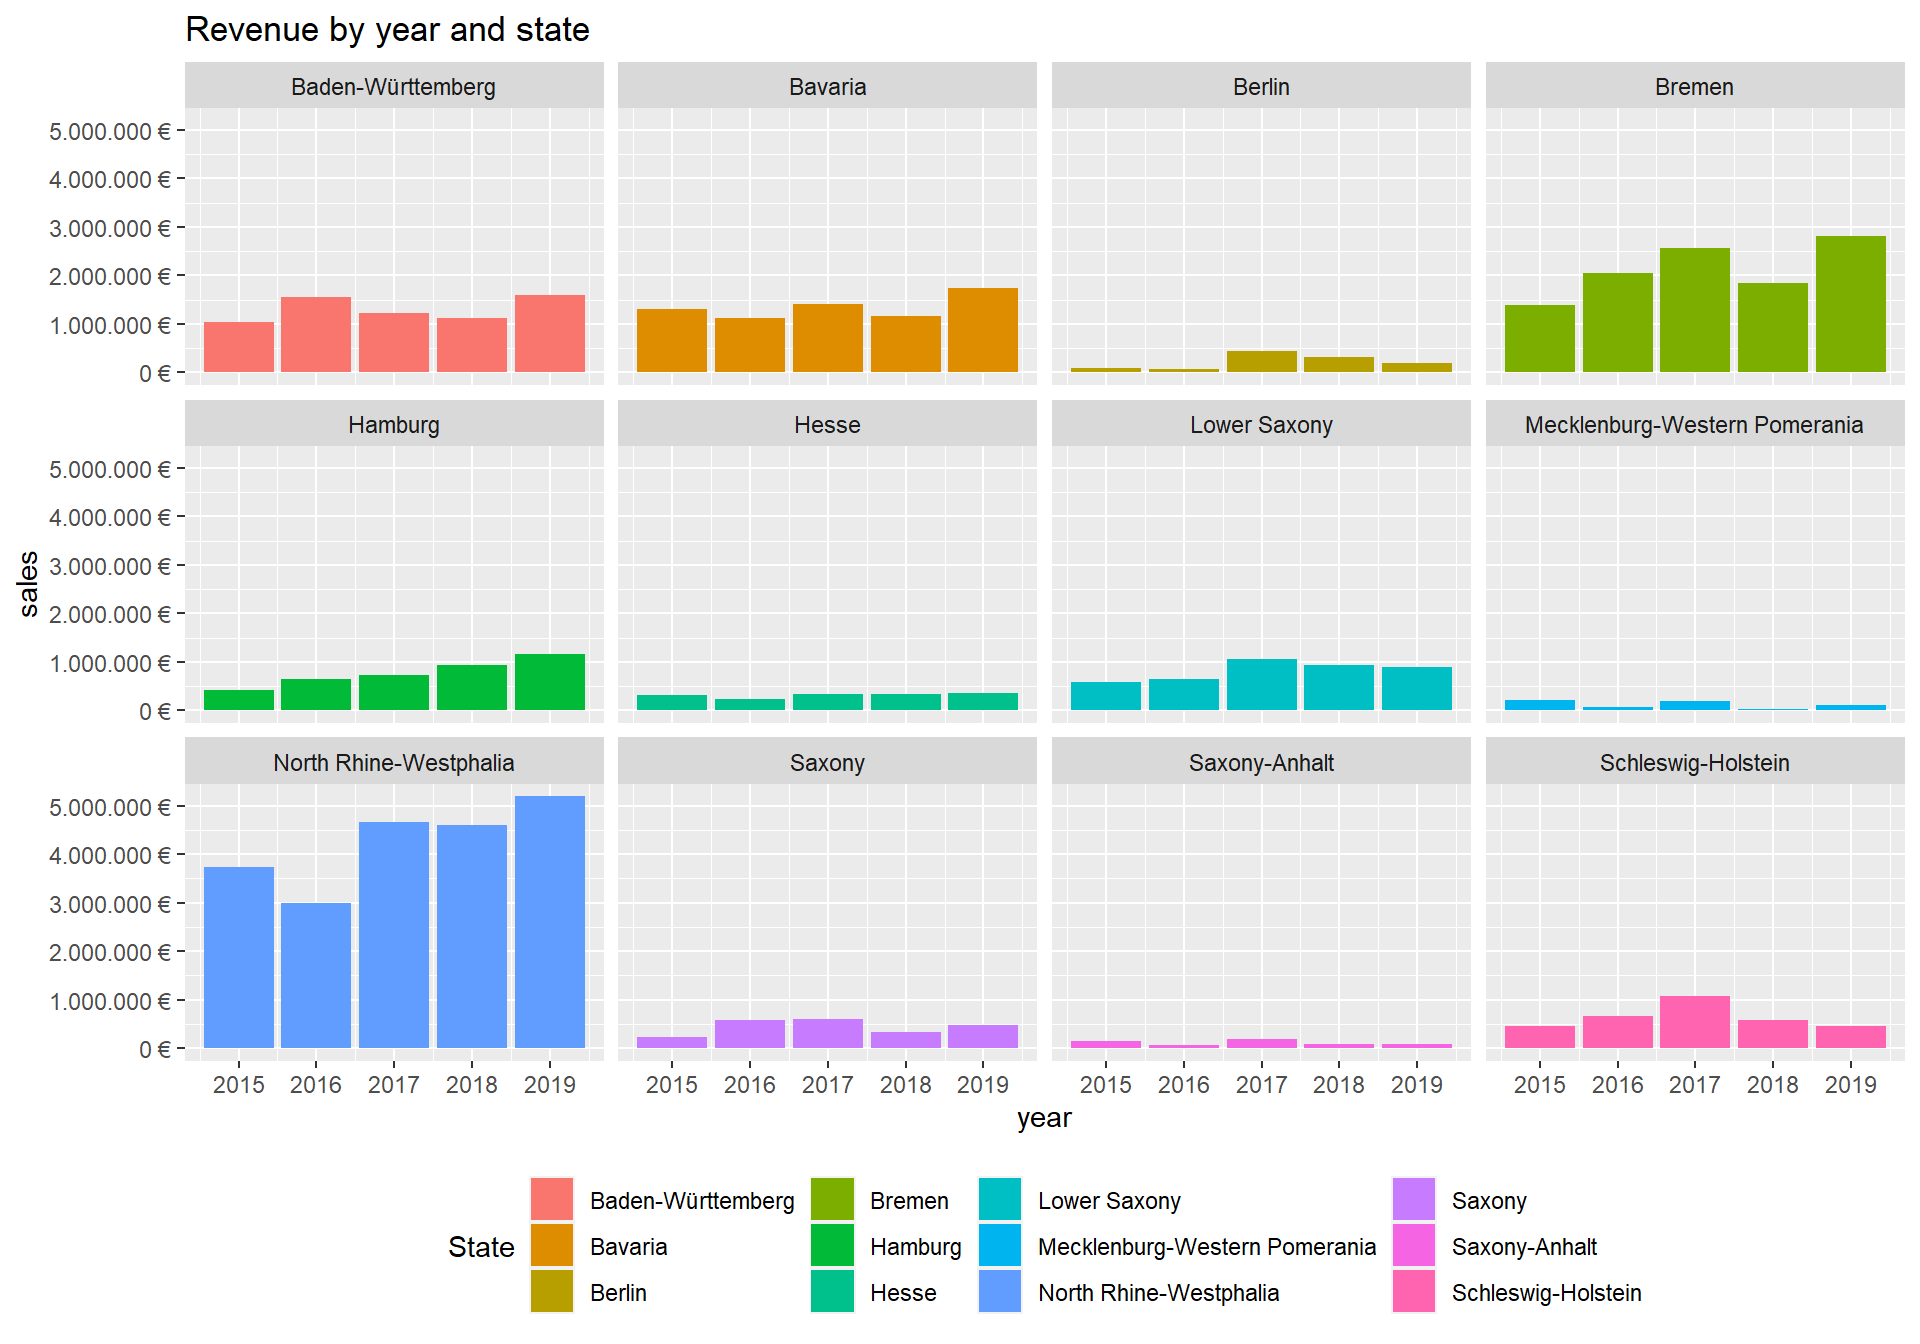 Revenue by year and state
Baden-Württemberg
Bavaria
Berlin
Bremen
5.000.000 €
4.000.000 €
3.000.000 €
2.000.000 €
1.000.000 €
0 €
Hamburg
Hesse
Lower Saxony
Mecklenburg-Western Pomerania
5.000.000 €
4.000.000 €
3.000.000 €
2.000.000 €
1.000.000 €
0 €
sales
North Rhine-Westphalia
Saxony
Saxony-Anhalt
Schleswig-Holstein
5.000.000 €
4.000.000 €
3.000.000 €
2.000.000 €
1.000.000 €
0 €
2015 2016 2017 2018 2019
2015 2016 2017 2018 2019
2015 2016 2017 2018 2019
2015 2016 2017 2018 2019
year
State
Baden-Württemberg
Bavaria
Berlin
Bremen
Hamburg
Hesse
Lower Saxony
Mecklenburg-Western Pomerania
North Rhine-Westphalia
Saxony
Saxony-Anhalt
Schleswig-Holstein